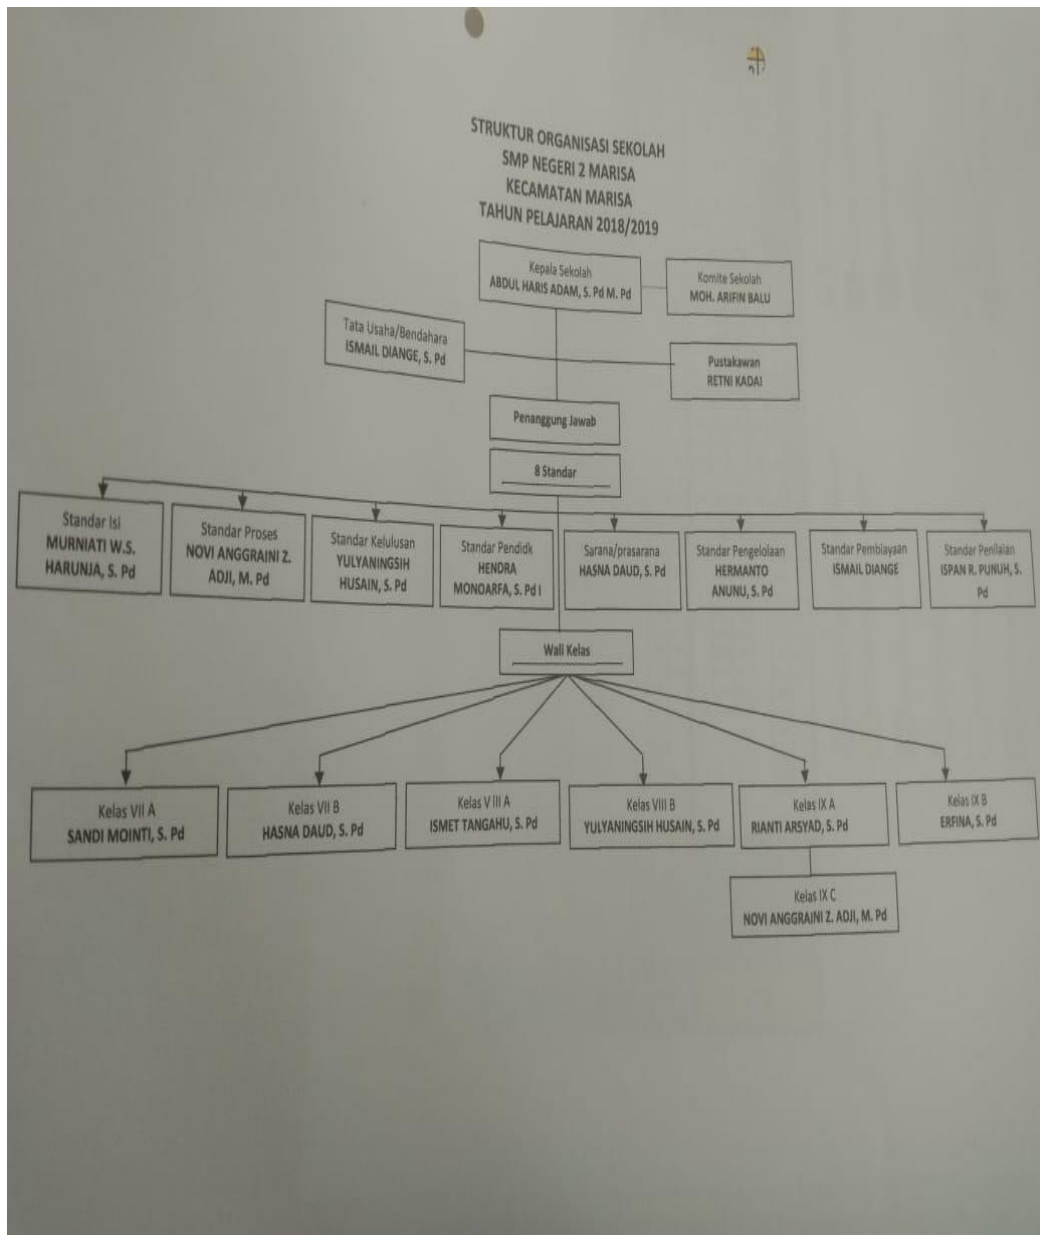 STRUKTUR ORGANISASI SEKOLAH
SMP NEGERI 2 MARISA
KECAMATAN MARISA
TAHUN PELAJARAN 2018/2019
Kepala Sekolah
ABDUL HARIS ADAM, S. Pd M. Pd
Komite Sekolah
MOH. ARIFIN BALU
Tata Usaha/Bendahara
ISMAIL DIANGE, S. Pd
Pustakawan
RETNI KADAI
Penanggung Jawab
8 Standar
Standar Isi
MURNIATI W.S.
HARUNJA, S. Pd
Standar Proses
NOVI ANGGRAINI Z.
ADJI, M. Pd
Standar Kelulusan
YULYANINGSIH
HUSAIN, S. Pd
Standar Pendidk
HENDRA
MONOARFA, S. Pd I
Sarana/prasarana
HASNA DAUD, S. Pd
Standar Pengelolaan
HERMANTO
ANUNU, S. Pd
Standar Pembiayaan
ISMAIL DIANGE
Standar Penilaian
ISPAN R. PUNUH, S.
Pd
Wali Kelas
Kelas VII A
SANDI MOINTI, S. Pd
Kelas VII B
HASNA DAUD, S. Pd
Kelas V III A
ISMET TANGAHU, S. Pd
Kelas VIII B
YULYANINGSIH HUSAIN, S. Pd
Kelas IX A
RIANTI ARSYAD, S. Pd
Kelas IX B
ERFINA, S. Pd
Kelas IX C
NOVI ANGGRAINI Z. ADJI, M. Pd